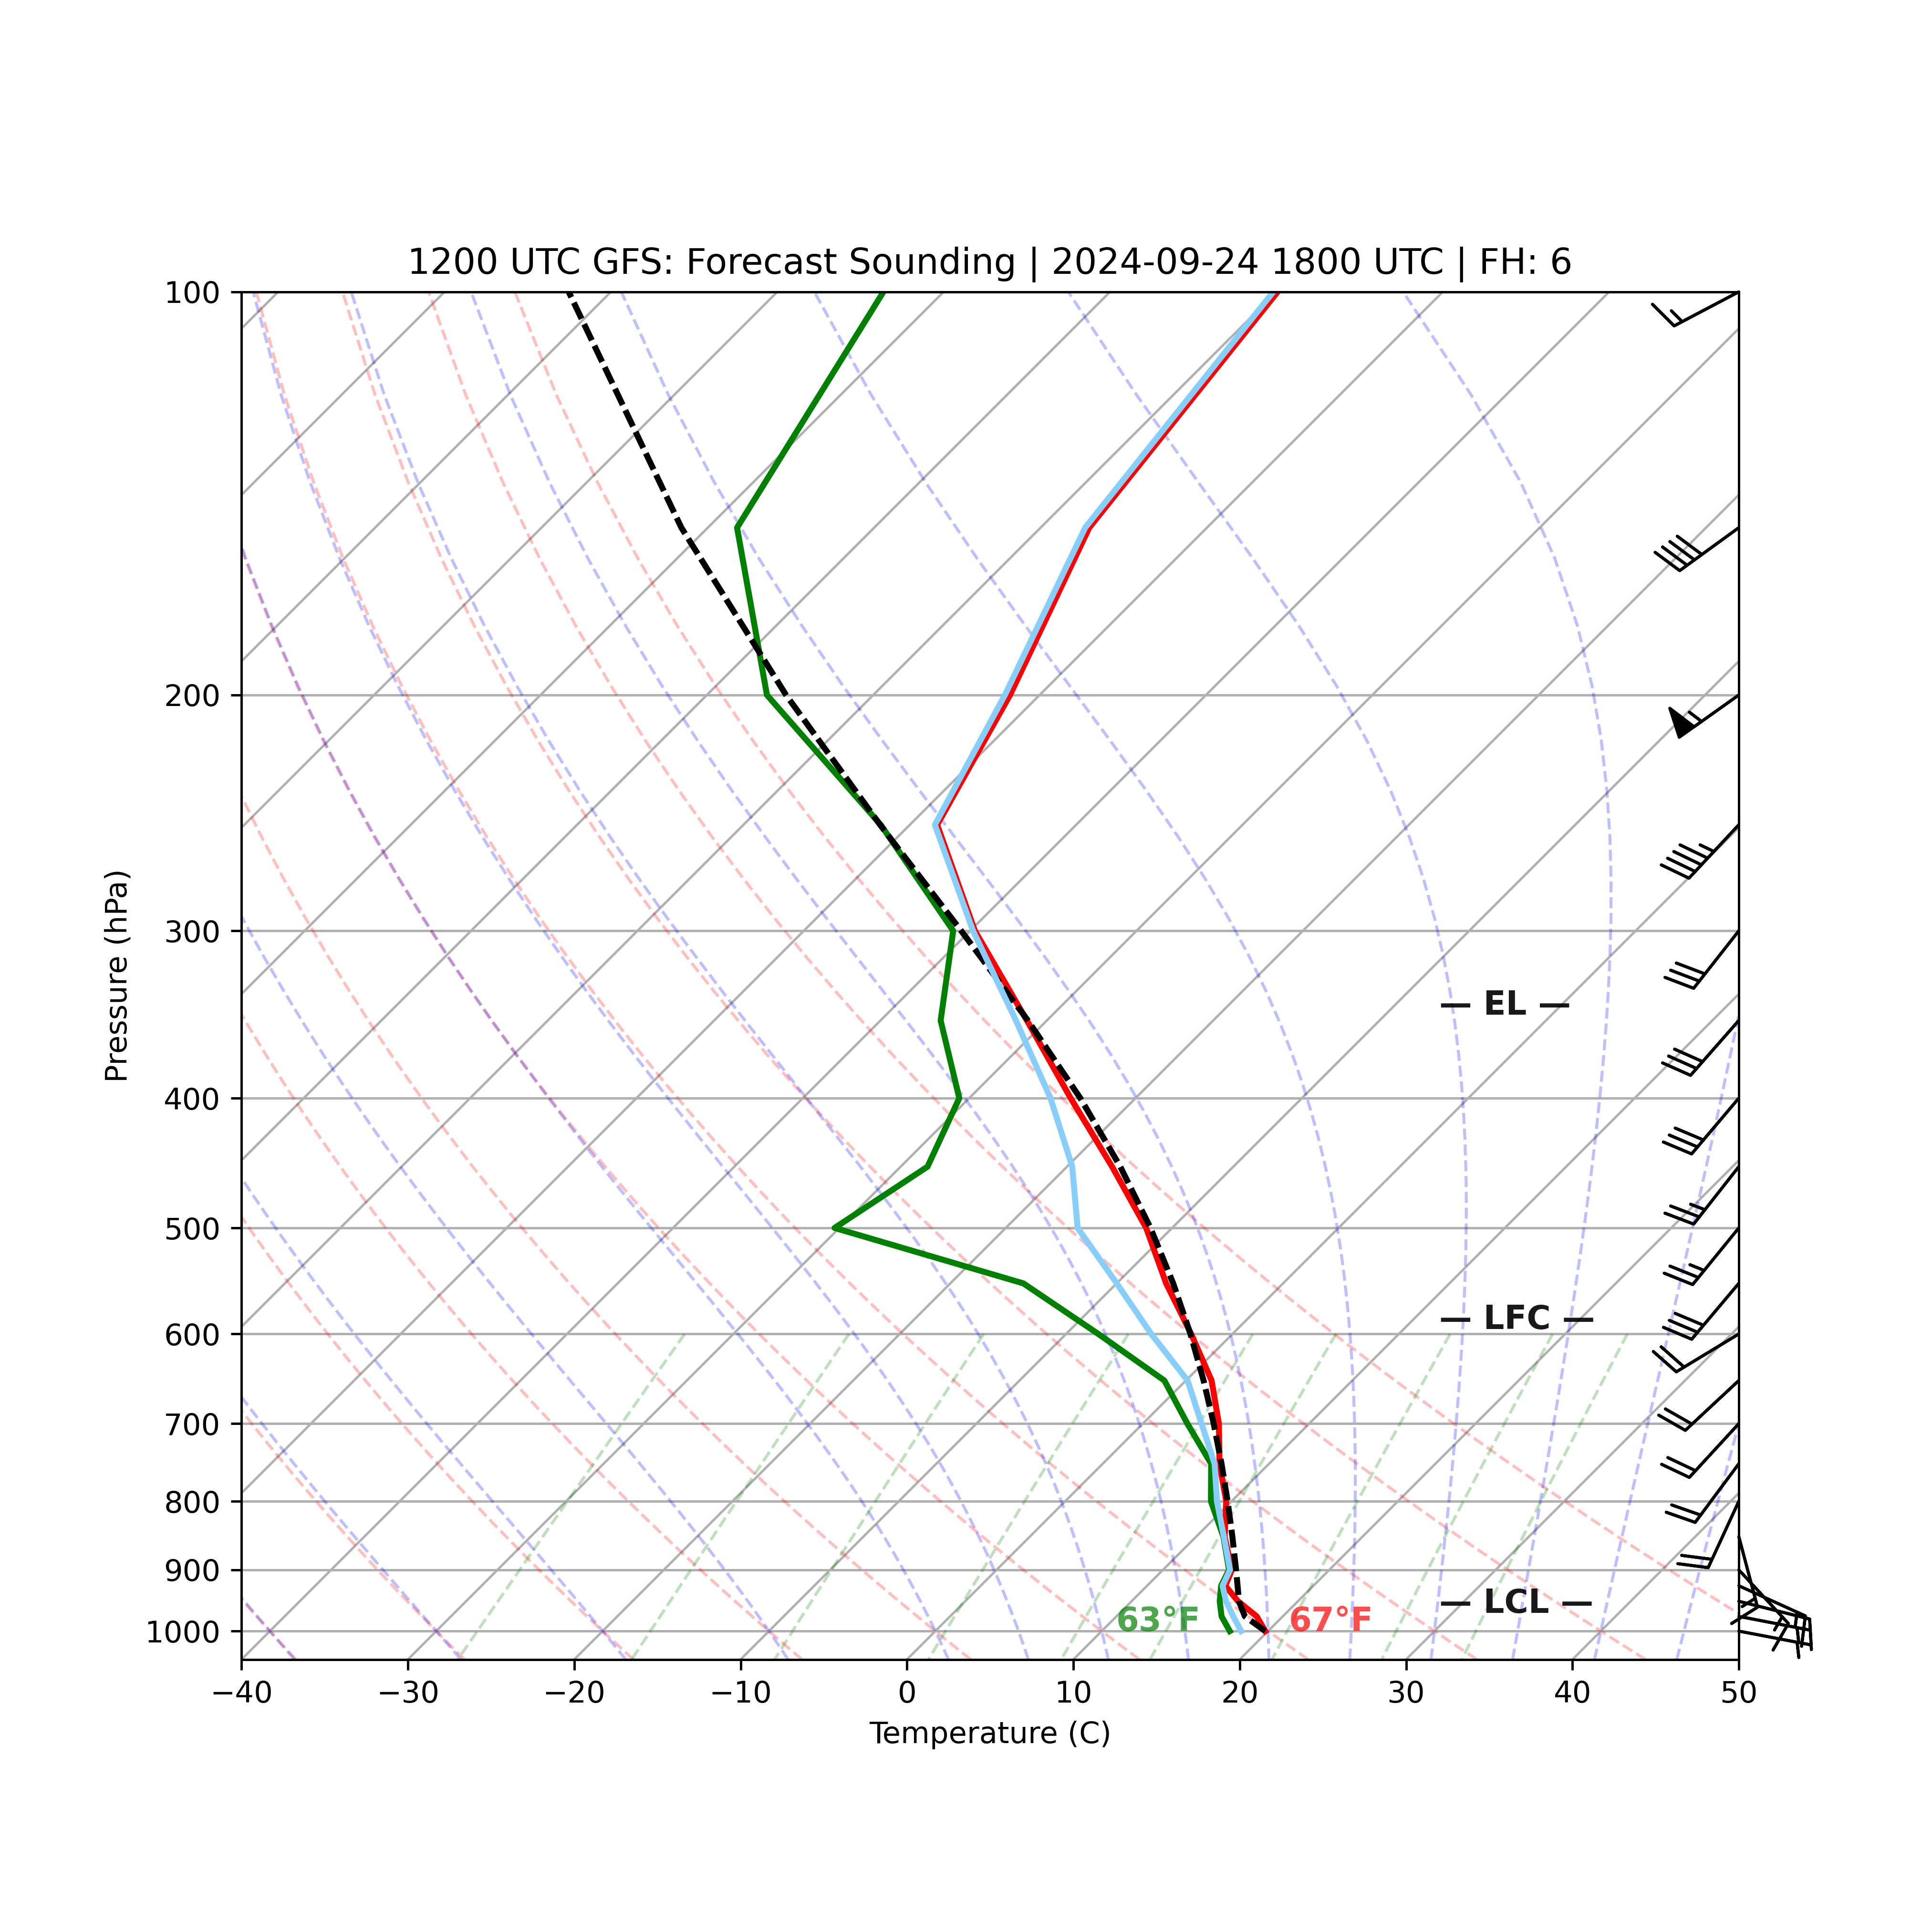 1200 UTC GFS: Forecast Sounding | 2024-09-24 1800 UTC | FH: 6
100
200
300
— EL —
400
500
— LFC —
600
700
800
900
— LCL —
63°F 67°F
1000
−40 −30 −20 −10 0 10 20 30 40 50
Temperature (C)
Pressure (hPa)